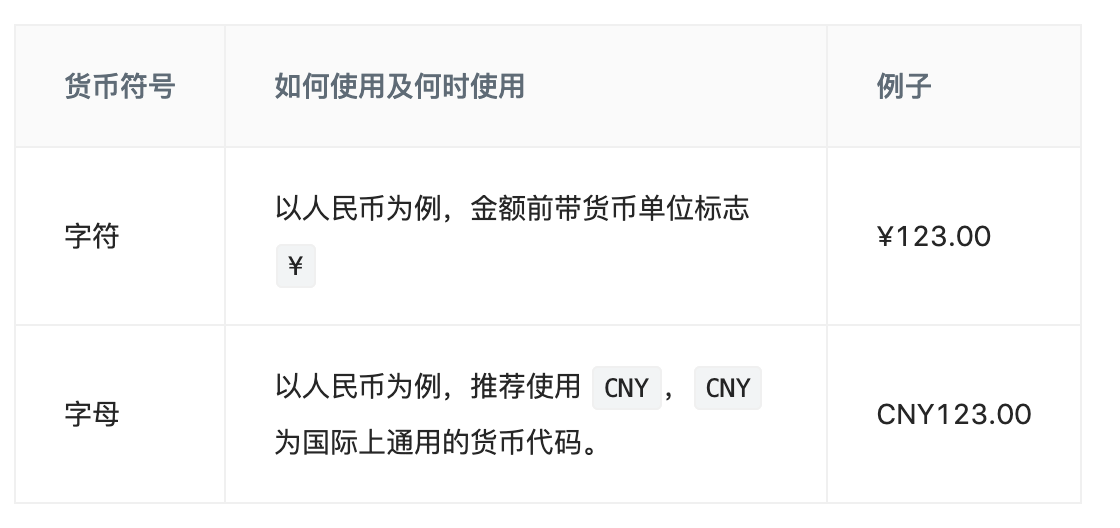 货币符号
如何使用及何时使用
例子
字符
以人民币为例，金额前带货币单位标志
¥
¥123.00
字母
以人民币为例，推荐使用 CNY，CNY
为国际上通用的货币代码。
CNY123.00